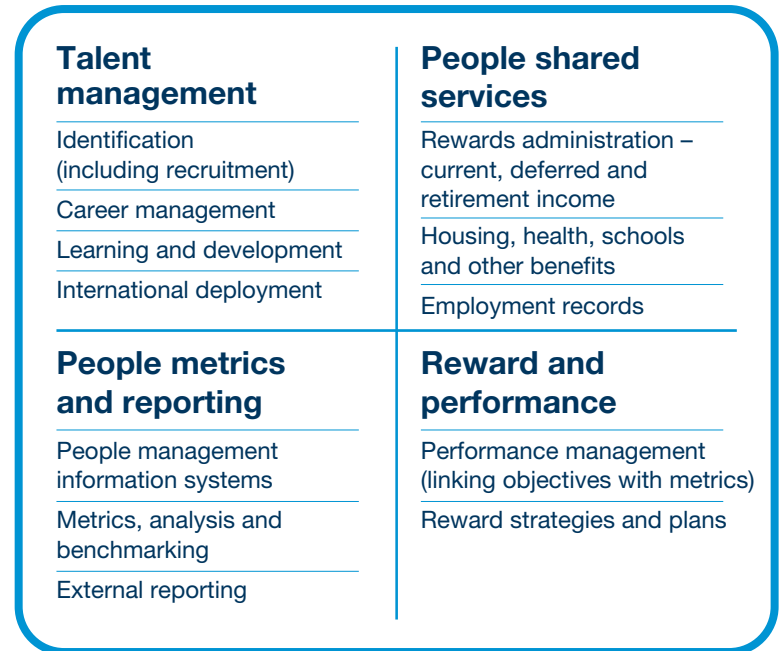 Talent
management
Identification
(including recruitment)
Career management
Learning and development
International deployment
People shared
services
Rewards administration –
current, deferred and
retirement income
Housing, health, schools
and other benefits
Employment records
People metrics
and reporting
People management
information systems
Metrics, analysis and
benchmarking
External reporting
Reward and
performance
Performance management
(linking objectives with metrics)
Reward strategies and plans